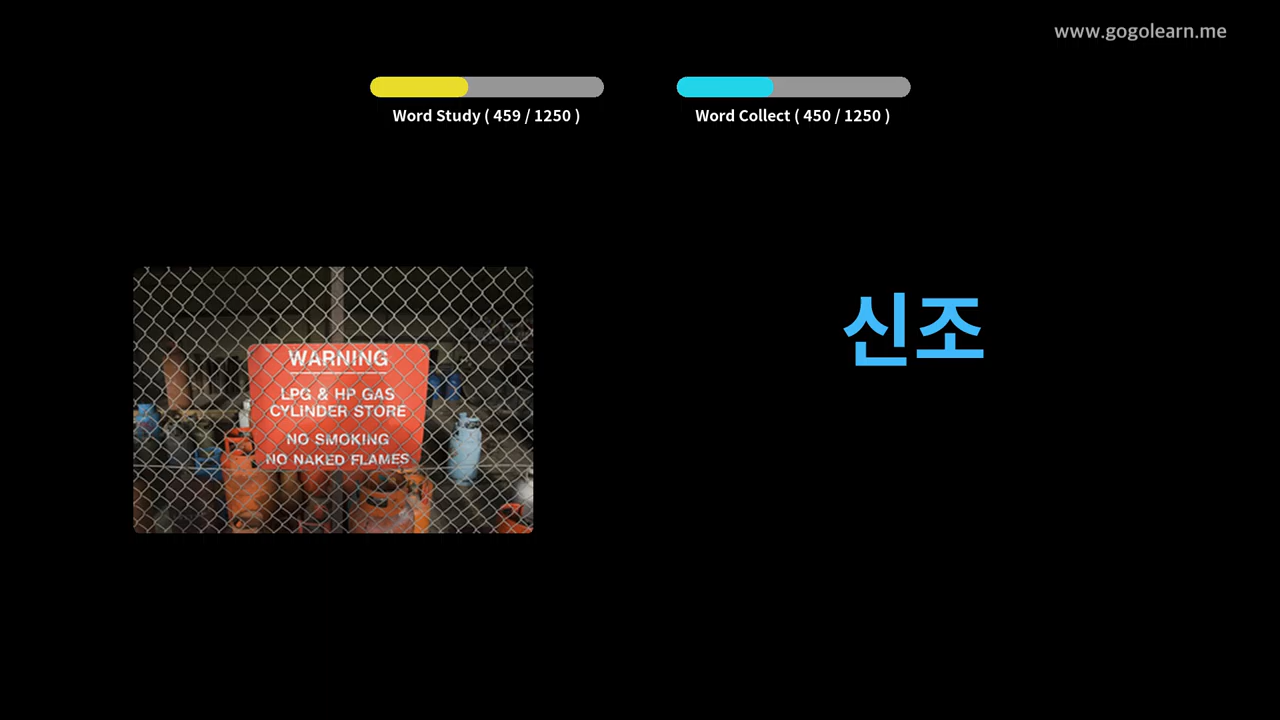 www.gogolearn.me
Word Study ( 459 / 1250 )
Word Collect ( 450 / 1250 )
신조
WARNING
LPG & HP GAS
CYLINDER STORE
NO SMOKING
NO NAKED FLAMES